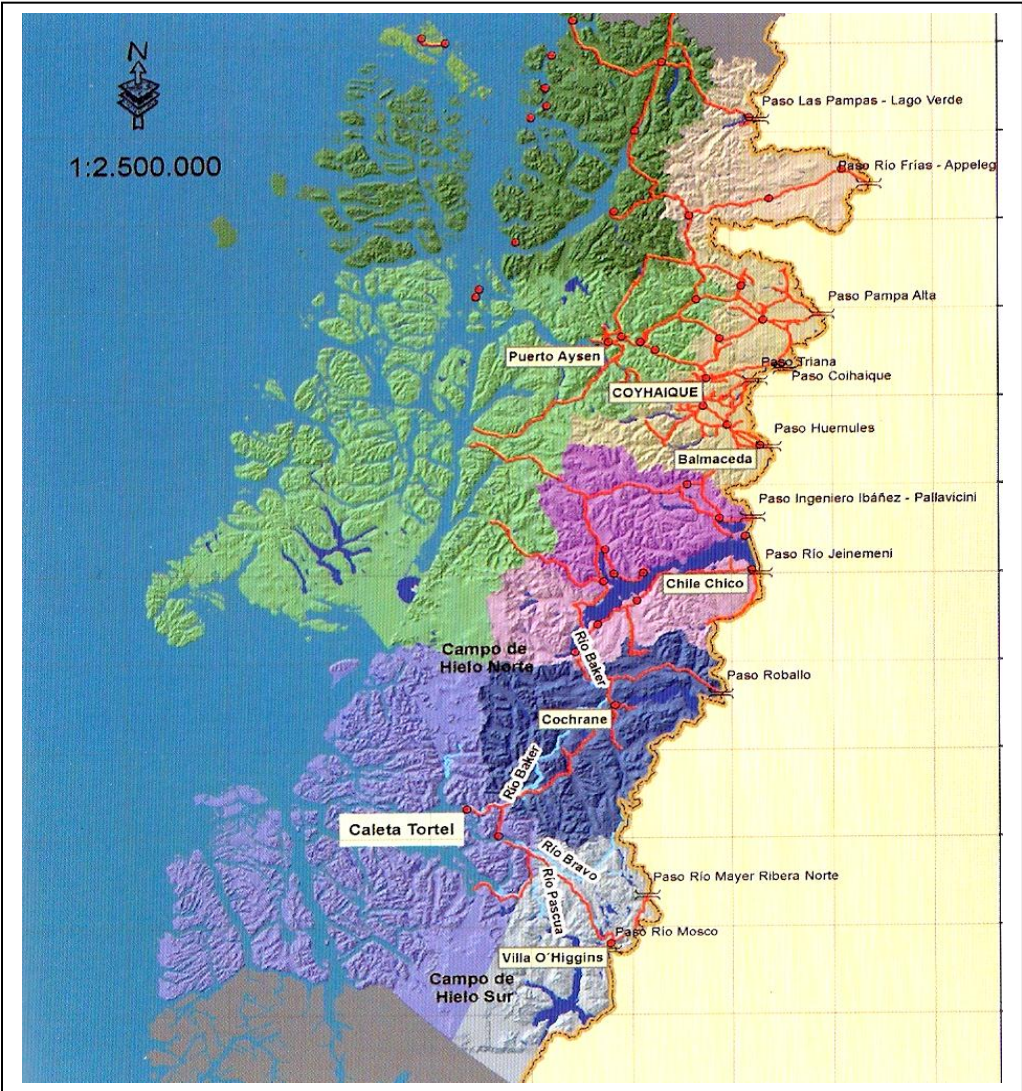 N
1:2.500.000
Paso Las Pampas - Lago Verde
Paso Río Frías - Appeleg
Paso Pampa Alta
Puerto Aysen
Paso Triana
Paso Coihaique
COYHAIQUE
Paso Huemules
Balmaceda
Paso Ingeniero Ibáñez - Pallavicini
Paso Río Jeinemeni
Chile Chico
Campo de
Hielo Norte
Río Baker
Paso Roballo
Cochrane
Río Baker
Caleta Tortel
Río Bravo
Río Pascua
Paso Río Mayer Ribera Norte
Paso Río Mosco
Villa O´Higgins
Campo de
Hielo Sur